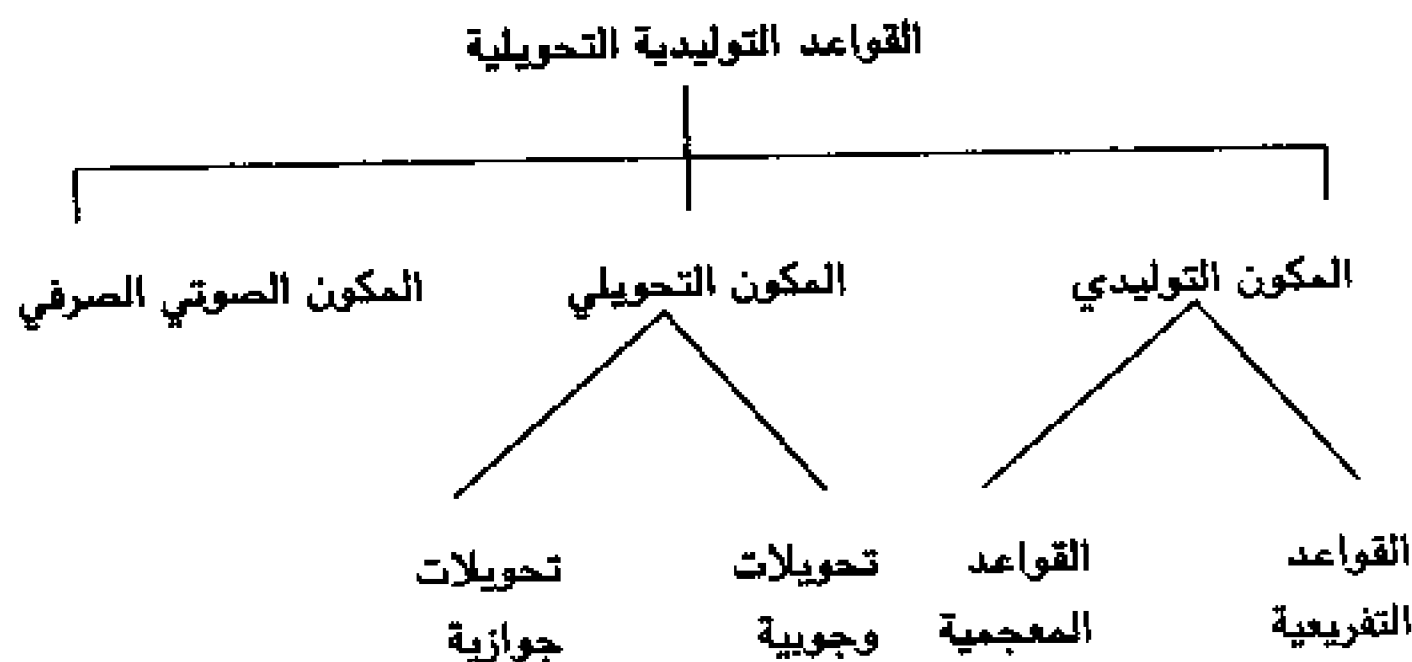 القواعد التوليدية التحويلية
المكون التوليدي
المكون التحويلي
المكون الصوتي الصرفي
القواعد
التفريعية
القواعد
المعجمية
تحويلات
وجوبية
تحويلات
جوازية